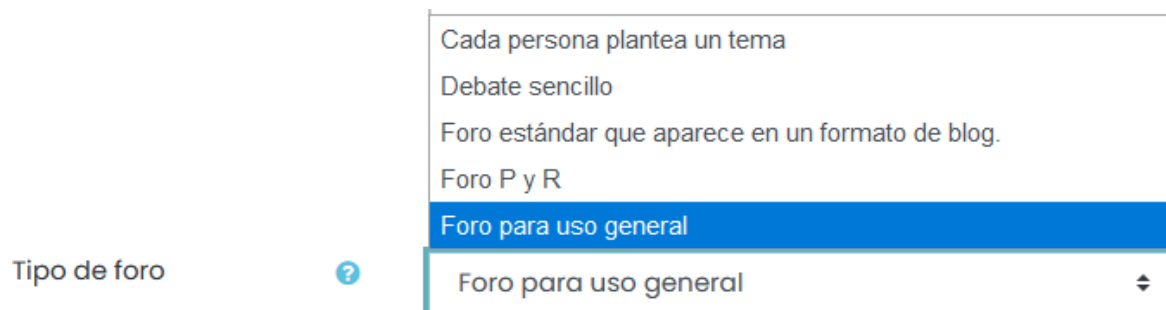 Cada persona plantea un tema
Debate sencillo
Foro estándar que aparece en un formato de blog.
Foro P y R
Foro para uso general
Tipo de foro ? Foro para uso general